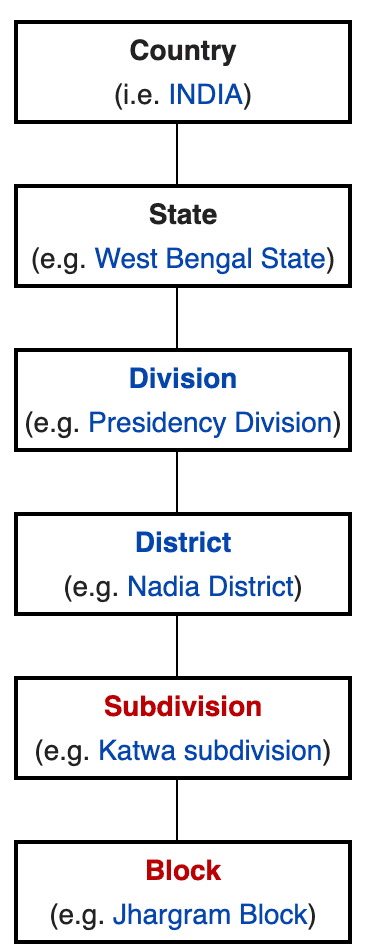 Country
(i.e. INDIA)
State
(e.g. West Bengal State)
Division
(e.g. Presidency Division)
District
(e.g. Nadia District)
Subdivision
(e.g. Katwa subdivision)
Block
(e.g. Jhargram Block)